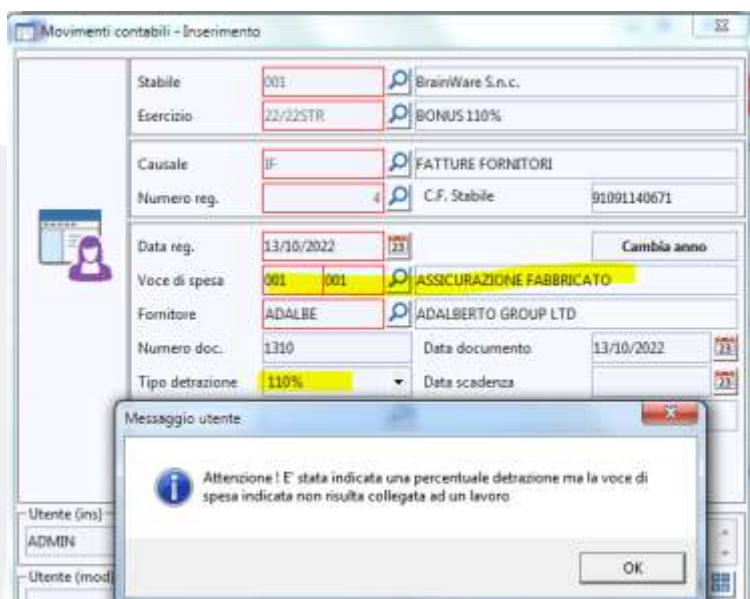 Movimenti contabili - Inserimento
Stabile 001 BrainWare S.n.c.
Esercizio 22/22STR BONUS 110%
Causale IF FATTURE FORNITORI
Numero reg. 4 C.F. Stabile 91091140671
Data reg. 13/10/2022 23 Cambia anno
Voce di spesa 001 001 ASSICURAZIONE FABBRICATO
Fornitore ADALBE ADALBERTO GROUP LTD
Numero doc. 1310 Data documento 13/10/2022 23
Tipo detrazione 110% Data scadenza 23
Messaggio utente
Attenzione ! E' stata indicata una percentuale detrazione ma la voce di
spesa indicata non risulta collegata ad un lavoro
Utente (ins)
ADMIN
OK
Utente (mod)